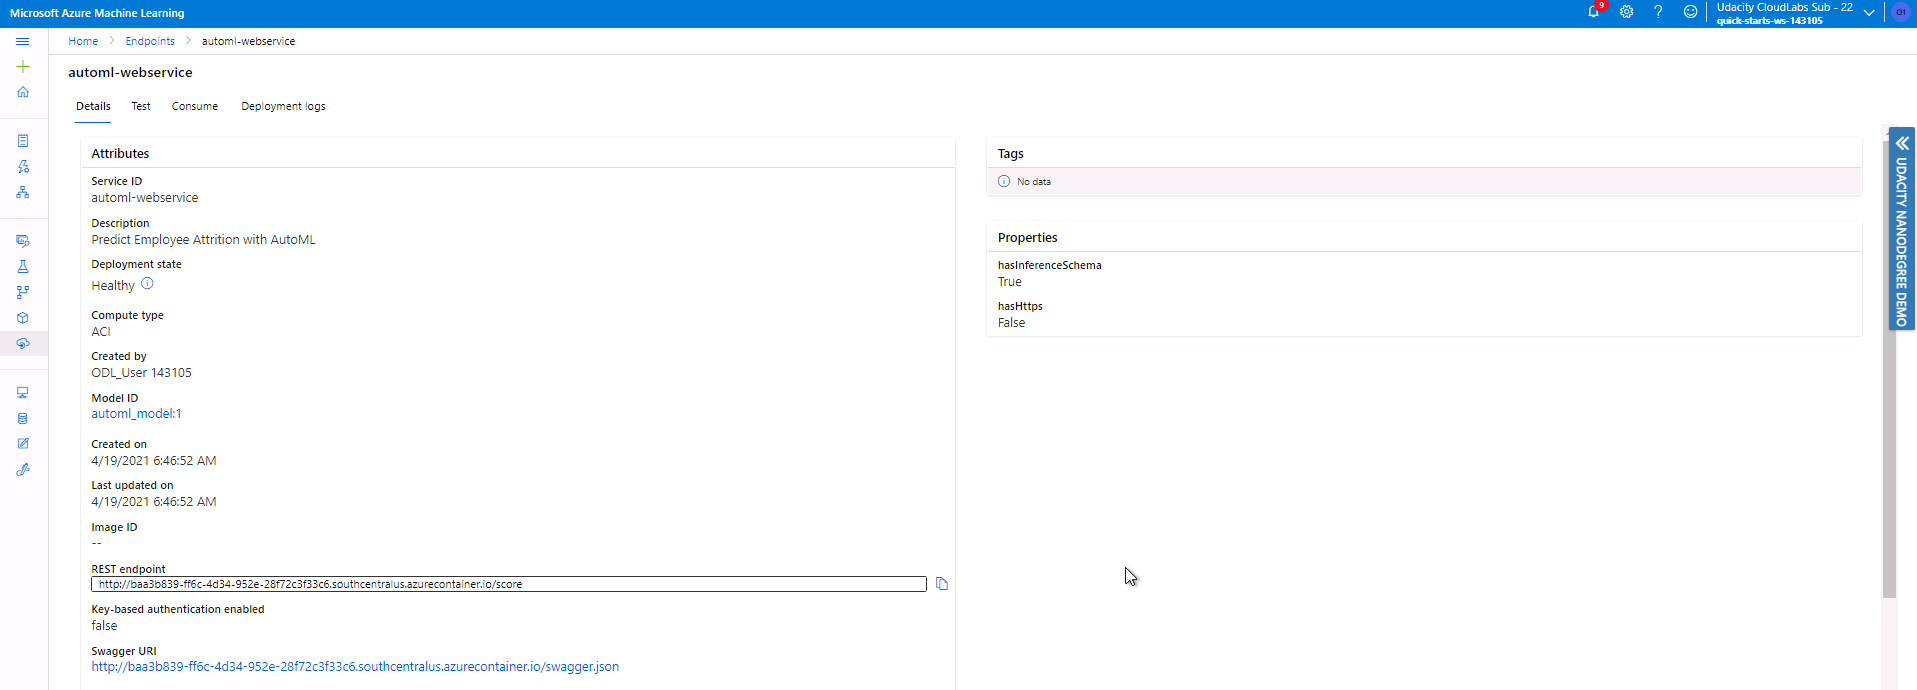 Microsoft Azure Machine Learning
9
Udacity CloudLabs Sub - 22
quick-starts-ws-143105
O1
Home > Endpoints > automl-webservice
automl-webservice
Details Test Consume Deployment logs
Attributes
Service ID
automl-webservice
Description
Predict Employee Attrition with AutoML
Deployment state
Healthy
Compute type
ACI
Created by
ODL_User 143105
Model ID
automl_model:1
Created on
4/19/2021 6:46:52 AM
Last updated on
4/19/2021 6:46:52 AM
Image ID
--
REST endpoint
http://baa3b839-ff6c-4d34-952e-28f72c3f33c6.southcentralus.azurecontainer.io/score
Key-based authentication enabled
false
Swagger URI
http://baa3b839-ff6c-4d34-952e-28f72c3f33c6.southcentralus.azurecontainer.io/swagger.json
Tags
No data
Properties
hasInferenceSchema
True
hasHttps
False
UDACITY NANODEGREE DEMO